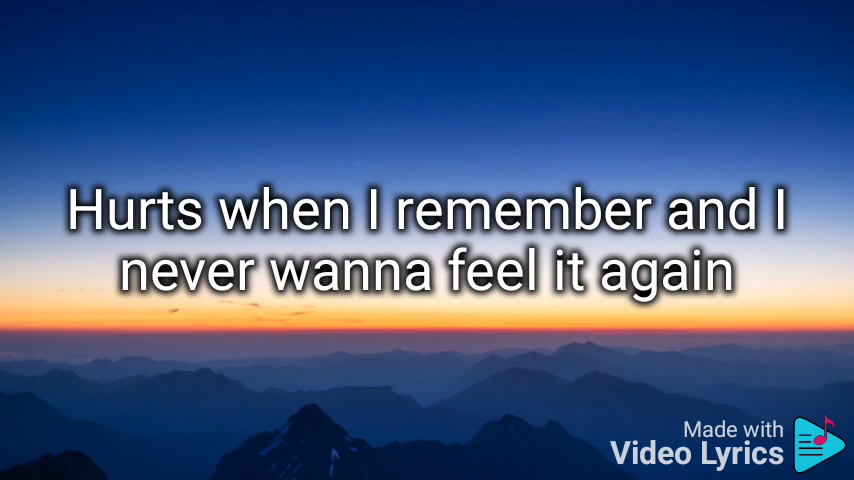 Hurts when I remember and I
never wanna feel it again
Made with
Video Lyrics